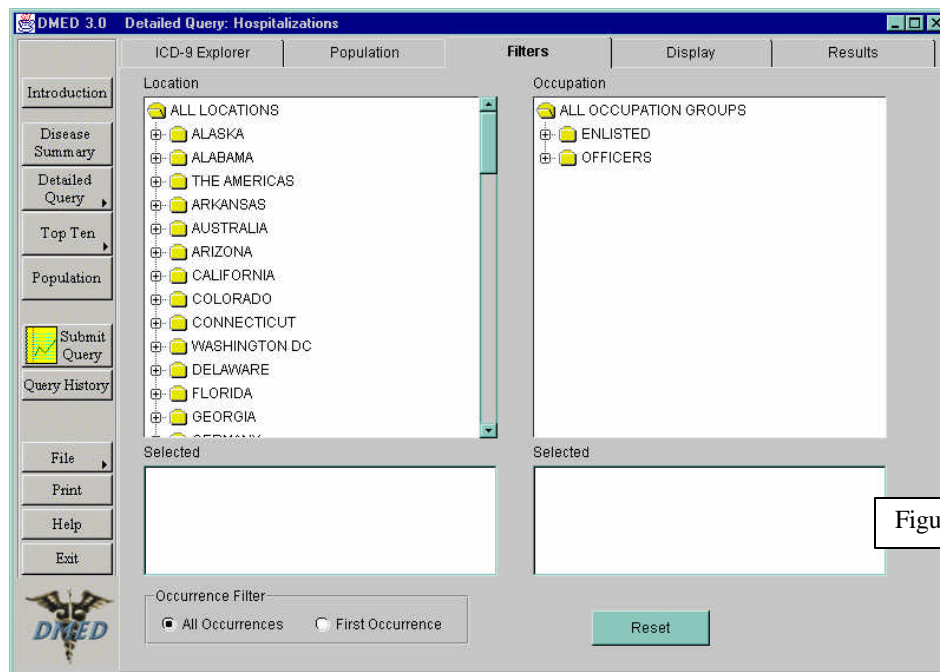 DMED 3.0 Detailed Query: Hospitalizations
ICD-9 Explorer Population Filters Display Results
Introduction
Disease
Summary
Detailed
Query
Top Ten
Population
Submit
Query
Query History
File
Print
Help
Exit
DMED
Location
ALL LOCATIONS
ALASKA
ALABAMA
THE AMERICAS
ARKANSAS
AUSTRALIA
ARIZONA
CALIFORNIA
COLORADO
CONNECTICUT
WASHINGTON DC
DELAWARE
FLORIDA
GEORGIA
Selected
Occupation
ALL OCCUPATION GROUPS
ENLISTED
OFFICERS
Selected
Occurrence Filter
All Occurrences First Occurrence
Reset
Figu